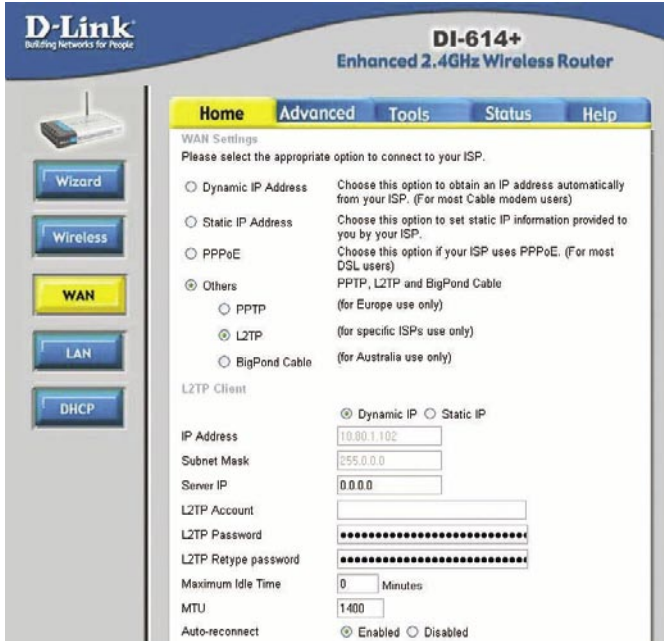 D-Link
Building Networks for People
DI-614+
Enhanced 2.4GHz Wireless Router
Home Advanced Tools Status Help
Wizard
Wireless
WAN
LAN
DHCP
WAN Settings
Please select the appropriate option to connect to your ISP.
Dynamic IP Address Choose this option to obtain an IP address automatically
from your ISP. (For most Cable modem users)
Static IP Address Choose this option to set static IP information provided to
you by your ISP.
PPPoE Choose this option if your ISP uses PPPoE. (For most
DSL users)
Others PPTP, L2TP and BigPond Cable
PPTP (for Europe use only)
L2TP (for specific ISPs use only)
BigPond Cable (for Australia use only)
L2TP Client
Dynamic IP Static IP
IP Address 10.80.1.102
Subnet Mask 255.0.0.0
Server IP 0.0.0.0
L2TP Account
L2TP Password
L2TP Retype password
Maximum Idle Time 0 Minutes
MTU 1400
Auto-reconnect Enabled Disabled